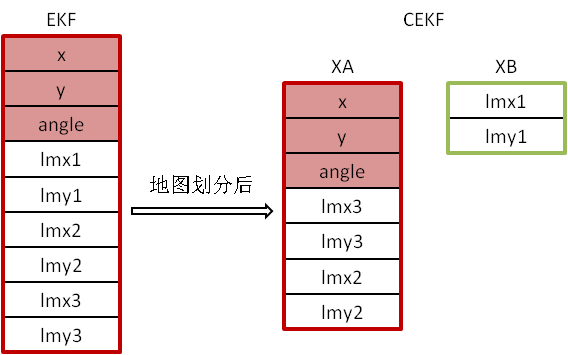 EKF
x
y
angle
lmx1
lmy1
lmx2
lmy2
lmx3
lmy3
地图划分后
CEKF
XA
x
y
angle
lmx3
lmy3
lmx2
lmy2
XB
lmx1
lmy1